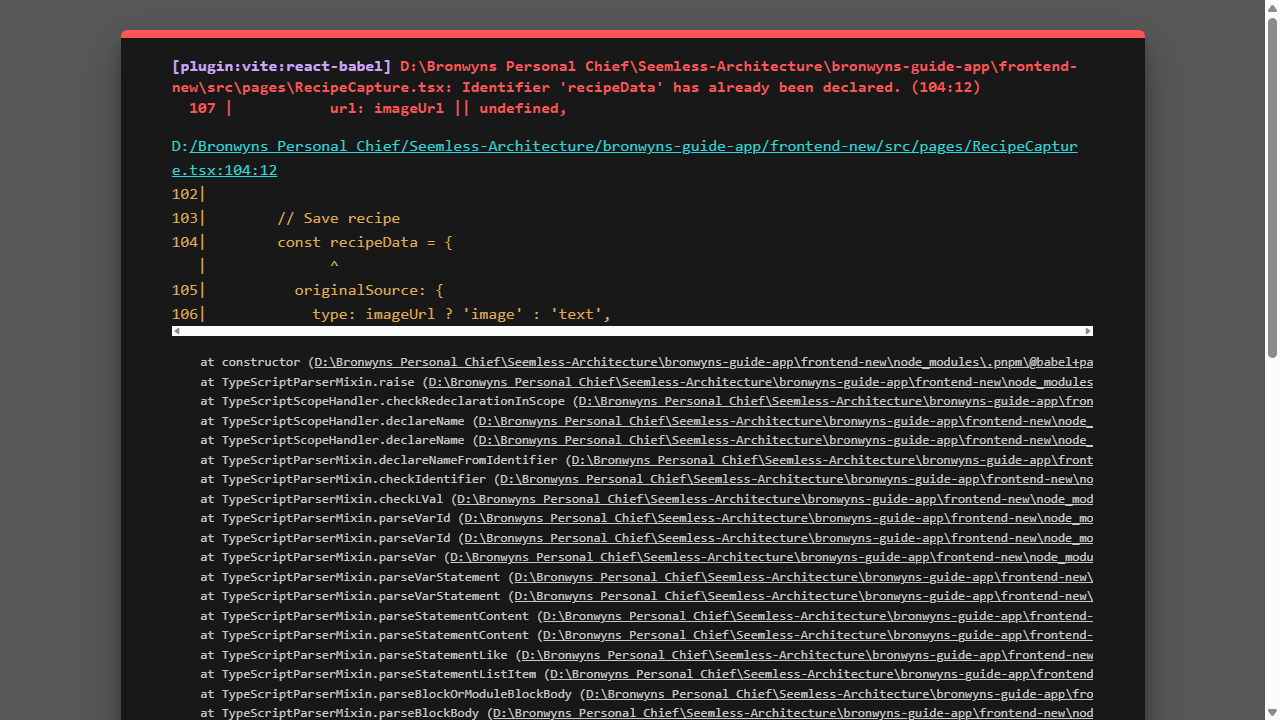 [plugin:vite:react-babel] D:\Bronwyns Personal Chief\Seemless-Architecture\bronwyns-guide-app\frontend-
new\src\pages\RecipeCapture.tsx: Identifier 'recipeData' has already been declared. (104:12)
  107 |           url: imageUrl || undefined,
D:/Bronwyns Personal Chief/Seemless-Architecture/bronwyns-guide-app/frontend-new/src/pages/RecipeCaptur
e.tsx:104:12
102|
103|        // Save recipe
104|        const recipeData = {
   |              ^
105|          originalSource: {
106|            type: imageUrl ? 'image' : 'text',
at constructor (D:\Bronwyns Personal Chief\Seemless-Architecture\bronwyns-guide-app\frontend-new\node_modules\.pnpm\@babel+pa
at TypeScriptParserMixin.raise (D:\Bronwyns Personal Chief\Seemless-Architecture\bronwyns-guide-app\frontend-new\node_modules
at TypeScriptScopeHandler.checkRedeclarationInScope (D:\Bronwyns Personal Chief\Seemless-Architecture\bronwyns-guide-app\fron
at TypeScriptScopeHandler.declareName (D:\Bronwyns Personal Chief\Seemless-Architecture\bronwyns-guide-app\frontend-new\node_
at TypeScriptScopeHandler.declareName (D:\Bronwyns Personal Chief\Seemless-Architecture\bronwyns-guide-app\frontend-new\node_
at TypeScriptParserMixin.declareNameFromIdentifier (D:\Bronwyns Personal Chief\Seemless-Architecture\bronwyns-guide-app\front
at TypeScriptParserMixin.checkIdentifier (D:\Bronwyns Personal Chief\Seemless-Architecture\bronwyns-guide-app\frontend-new\no
at TypeScriptParserMixin.checkLVal (D:\Bronwyns Personal Chief\Seemless-Architecture\bronwyns-guide-app\frontend-new\node_mod
at TypeScriptParserMixin.parseVarId (D:\Bronwyns Personal Chief\Seemless-Architecture\bronwyns-guide-app\frontend-new\node_mo
at TypeScriptParserMixin.parseVarId (D:\Bronwyns Personal Chief\Seemless-Architecture\bronwyns-guide-app\frontend-new\node_mo
at TypeScriptParserMixin.parseVar (D:\Bronwyns Personal Chief\Seemless-Architecture\bronwyns-guide-app\frontend-new\node_modu
at TypeScriptParserMixin.parseVarStatement (D:\Bronwyns Personal Chief\Seemless-Architecture\bronwyns-guide-app\frontend-new\
at TypeScriptParserMixin.parseVarStatement (D:\Bronwyns Personal Chief\Seemless-Architecture\bronwyns-guide-app\frontend-new\
at TypeScriptParserMixin.parseStatementContent (D:\Bronwyns Personal Chief\Seemless-Architecture\bronwyns-guide-app\frontend-
at TypeScriptParserMixin.parseStatementContent (D:\Bronwyns Personal Chief\Seemless-Architecture\bronwyns-guide-app\frontend-
at TypeScriptParserMixin.parseStatementLike (D:\Bronwyns Personal Chief\Seemless-Architecture\bronwyns-guide-app\frontend-new
at TypeScriptParserMixin.parseStatementListItem (D:\Bronwyns Personal Chief\Seemless-Architecture\bronwyns-guide-app\frontend
at TypeScriptParserMixin.parseBlockOrModuleBlockBody (D:\Bronwyns Personal Chief\Seemless-Architecture\bronwyns-guide-app\fro
at TypeScriptParserMixin.parseBlockBody (D:\Bronwyns Personal Chief\Seemless-Architecture\bronwyns-guide-app\frontend-new\nod